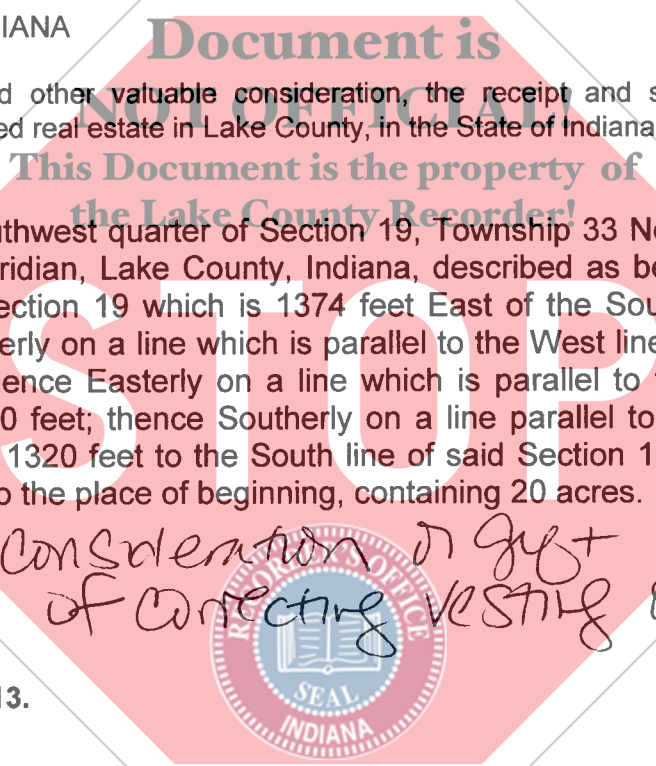 DIANA
Document is
d other valuable consideration, the receipt and s
NOT OFFICIAL!
ed real estate in Lake County, in the State of Indiana
This Document is the property of
the Lake County Recorder!
thwest quarter of Section 19, Township 33 No
ridian, Lake County, Indiana, described as be
ection 19 which is 1374 feet East of the Sou
erly on a line which is parallel to the West line
ence Easterly on a line which is parallel to
0 feet; thence Southerly on a line parallel to
1320 feet to the South line of said Section 1
o the place of beginning, containing 20 acres.
STOP
consideration or gift
of correcting vesting
RECORDER'S OFFICE
SEAL
INDIANA
13.